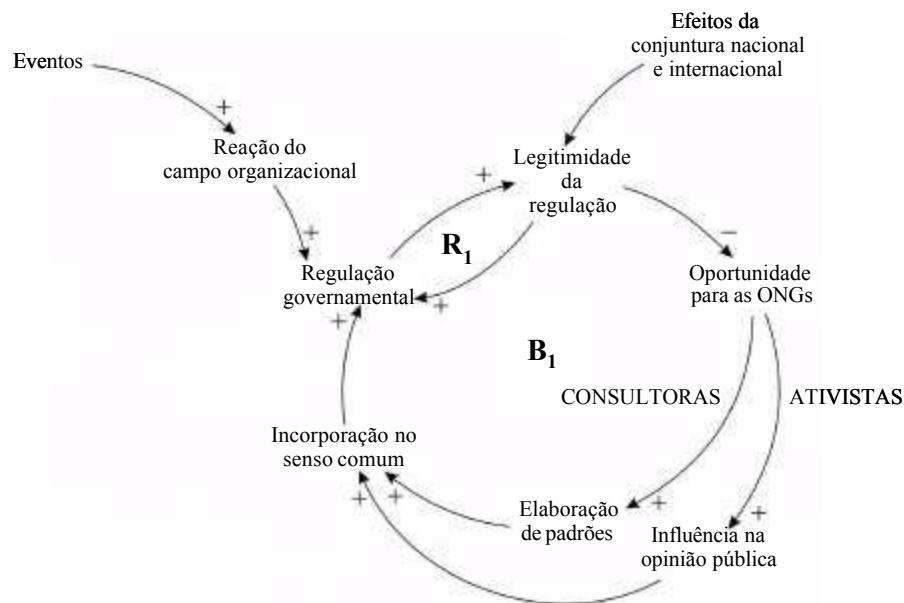 Efeitos da
conjuntura nacional
e internacional
Eventos
+
Reação do
campo organizacional
Legitimidade
da
regulação
+
+
R1
−
Regulação
governamental
+
+
Oportunidade
para as ONGs
B1
CONSULTORAS
ATIVISTAS
Incorporação no
senso comum
+
+
Elaboração
de padrões
+
+
Influência na
opinião pública